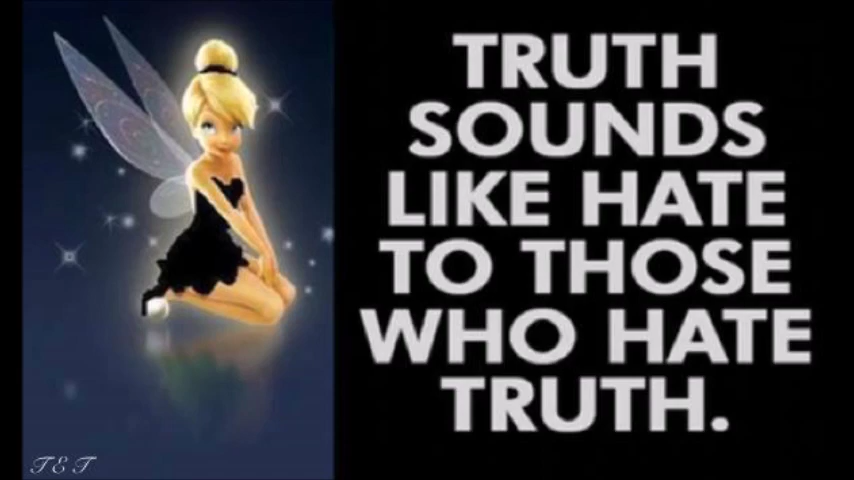 TRUTH
SOUNDS
LIKE HATE
TO THOSE
WHO HATE
TRUTH.
T&T